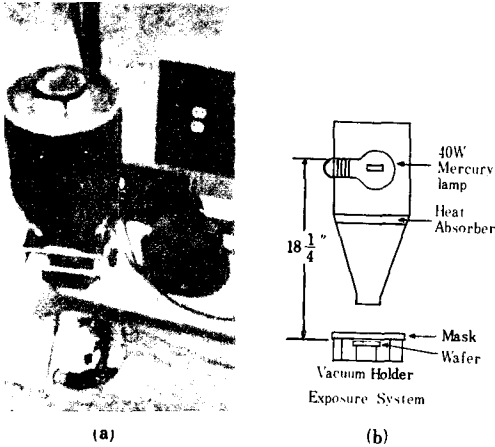 40W
Mercury
lamp
Heat
Absorber
18 1/4 "
Mask
Wafer
Vacuum Holder
Exposure System
(a)
(b)